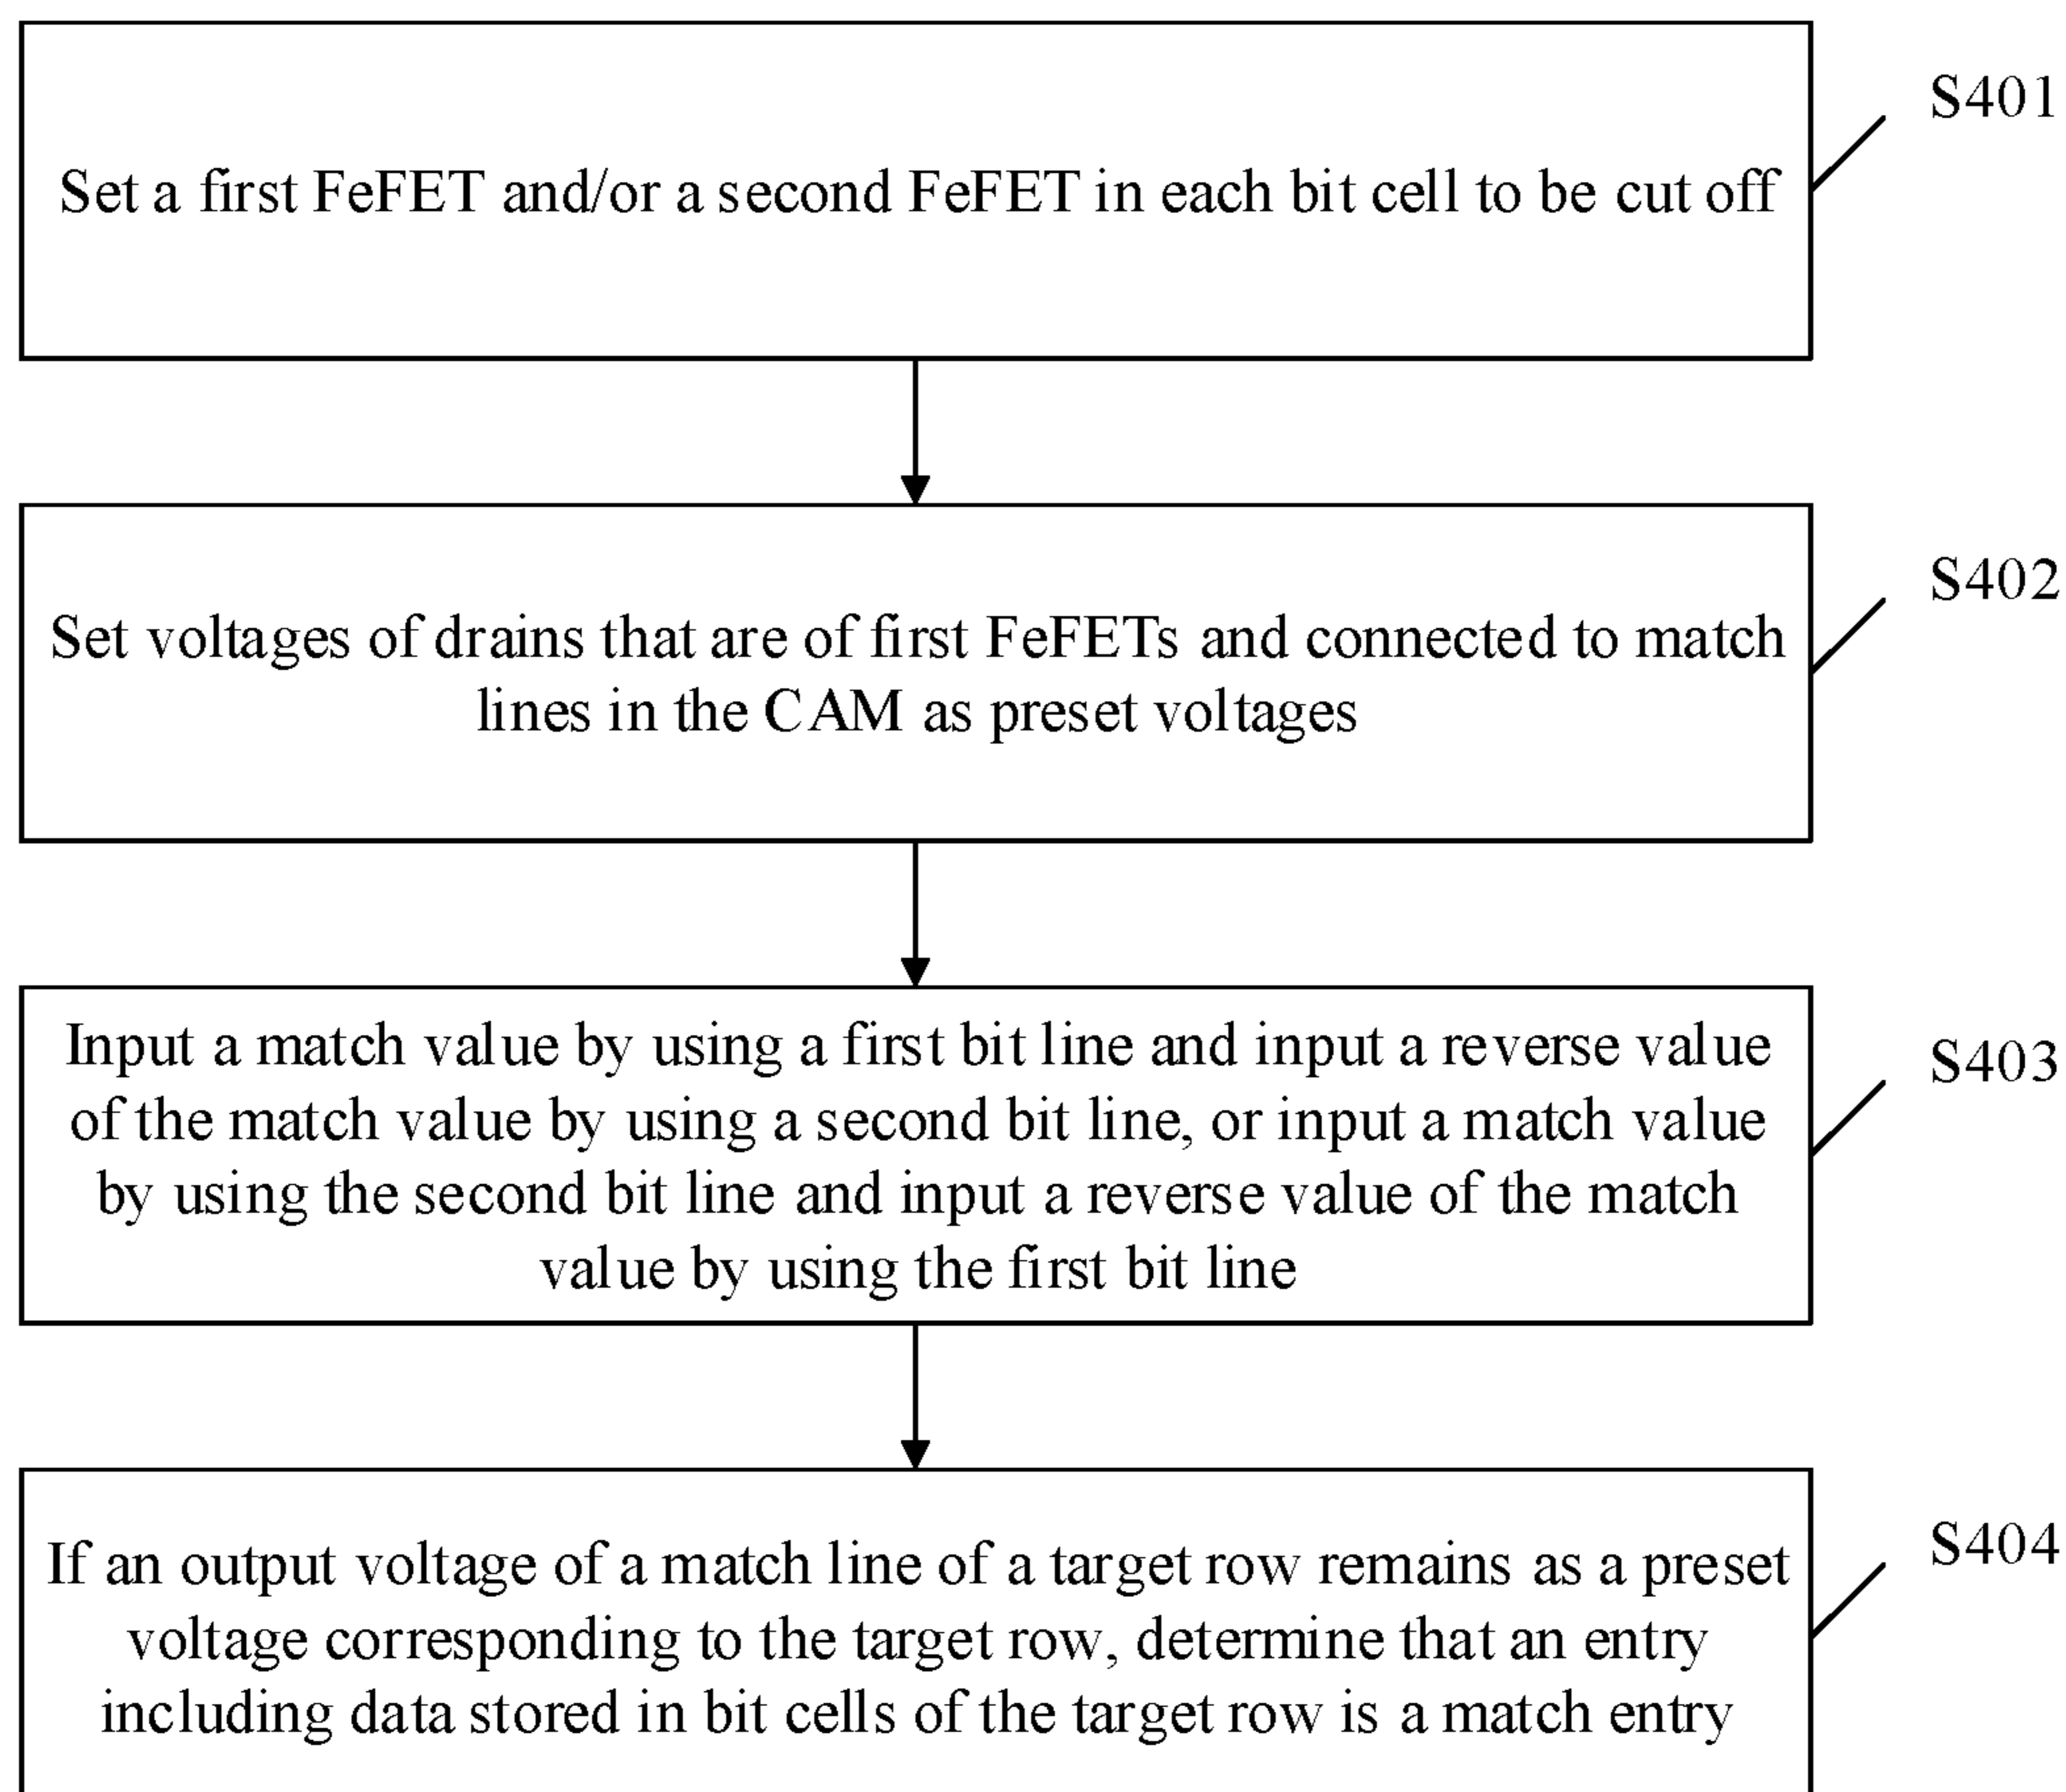 S401
Set a first FeFET and/or a second FeFET in each bit cell to be cut off
S402
Set voltages of drains that are of first FeFETs and connected to match
lines in the CAM as preset voltages
S403
Input a match value by using a first bit line and input a reverse value
of the match value by using a second bit line, or input a match value
by using the second bit line and input a reverse value of the match
value by using the first bit line
S404
If an output voltage of a match line of a target row remains as a preset
voltage corresponding to the target row, determine that an entry
including data stored in bit cells of the target row is a match entry